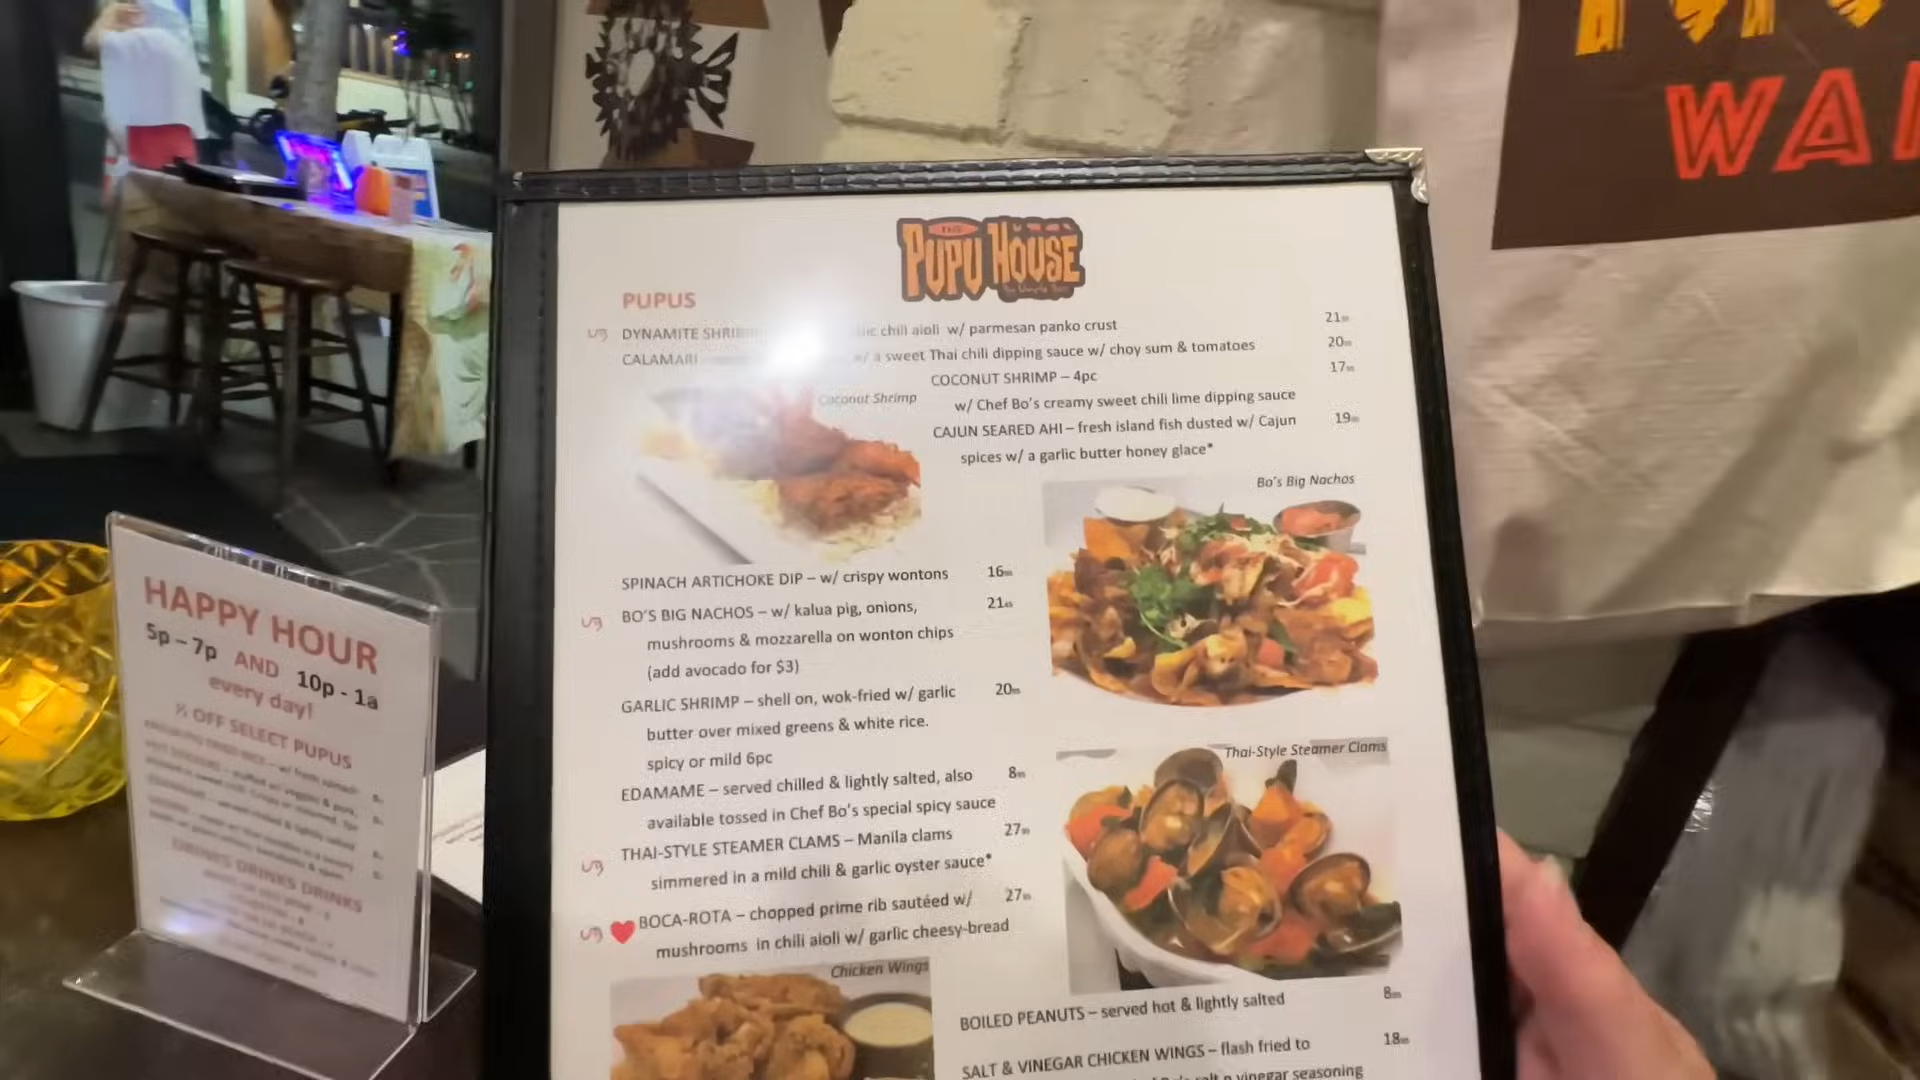 WAI
PUPU HOUSE
PUPUS
DYNAMITE chili aioli w/ parmesan panko crust 21
CALAMARI w/ a sweet Thai chili dipping sauce w/ choy sum & tomatoes 20
COCONUT SHRIMP – 4pc 17
w/ Chef Bo's creamy sweet chili lime dipping sauce
CAJUN SEARED AHI – fresh island fish dusted w/ Cajun 19
spices w/ a garlic butter honey glace*
Coconut Shrimp
Bo's Big Nachos
SPINACH ARTICHOKE DIP – w/ crispy wontons 16
BO'S BIG NACHOS – w/ kalua pig, onions, 21
mushrooms & mozzarella on wonton chips
(add avocado for $3)
GARLIC SHRIMP – shell on, wok-fried w/ garlic 20
butter over mixed greens & white rice.
spicy or mild 6pc
EDAMAME – served chilled & lightly salted, also 8
available tossed in Chef Bo's special spicy sauce
THAI-STYLE STEAMER CLAMS – Manila clams 27
simmered in a mild chili & garlic oyster sauce*
BOCA-ROTA – chopped prime rib sautéed w/ 27
mushrooms in chili aioli w/ garlic cheesy-bread
Thai-Style Steamer Clams
Chicken Wings
BOILED PEANUTS – served hot & lightly salted 8
SALT & VINEGAR CHICKEN WINGS – flash fried to 18
vinegar seasoning
HAPPY HOUR
5p – 7p AND 10p - 1a
every day!
½ OFF SELECT PUPUS
DRINKS DRINKS DRINKS